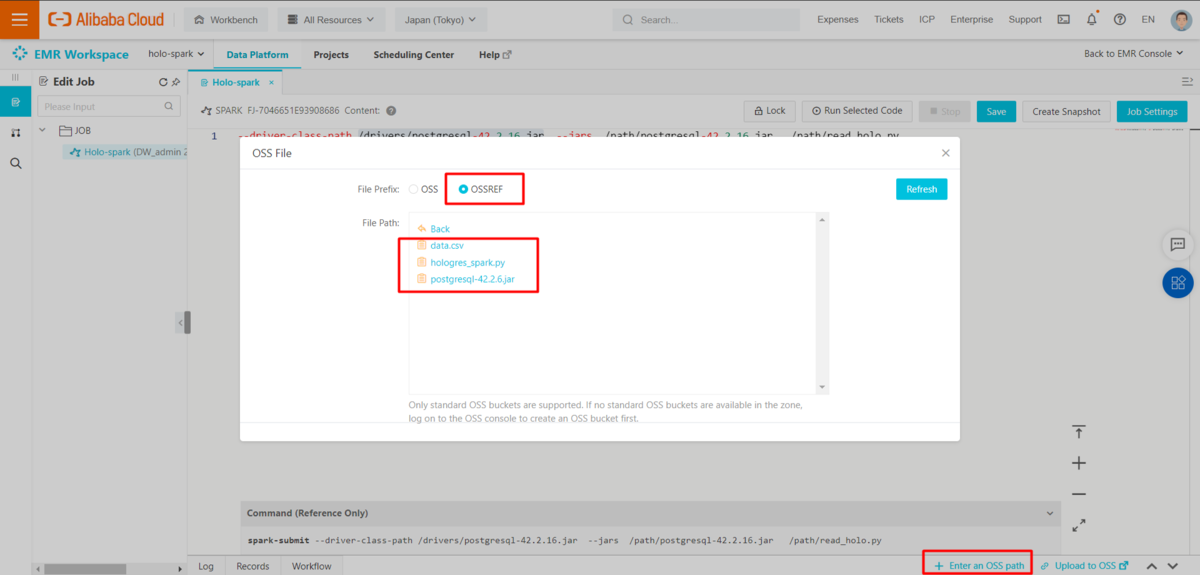 Alibaba Cloud
Workbench
All Resources
Japan (Tokyo)
Search...
Expenses
Tickets
ICP
Enterprise
Support
EN
EMR Workspace
holo-spark
Data Platform
Projects
Scheduling Center
Help
Back to EMR Console
Edit Job
Holo-spark ×
Please Input
SPARK FJ-7046651E93908686 Content:
Lock
Run Selected Code
Stop
Save
Create Snapshot
Job Settings
JOB
Holo-spark (DW_admin 2
1 --driver-class-path /drivers/postgresql-42.2.16.jar --jars /path/postgresql-42.2.16.jar /path/read_holo.py
OSS File
File Prefix: OSS OSSREF
Refresh
File Path:
Back
data.csv
hologres_spark.py
postgresql-42.2.6.jar
Only standard OSS buckets are supported. If no standard OSS buckets are available in the zone,
log on to the OSS console to create an OSS bucket first.
Command (Reference Only)
spark-submit --driver-class-path /drivers/postgresql-42.2.16.jar --jars /path/postgresql-42.2.16.jar /path/read_holo.py
Log
Records
Workflow
+ Enter an OSS path
Upload to OSS